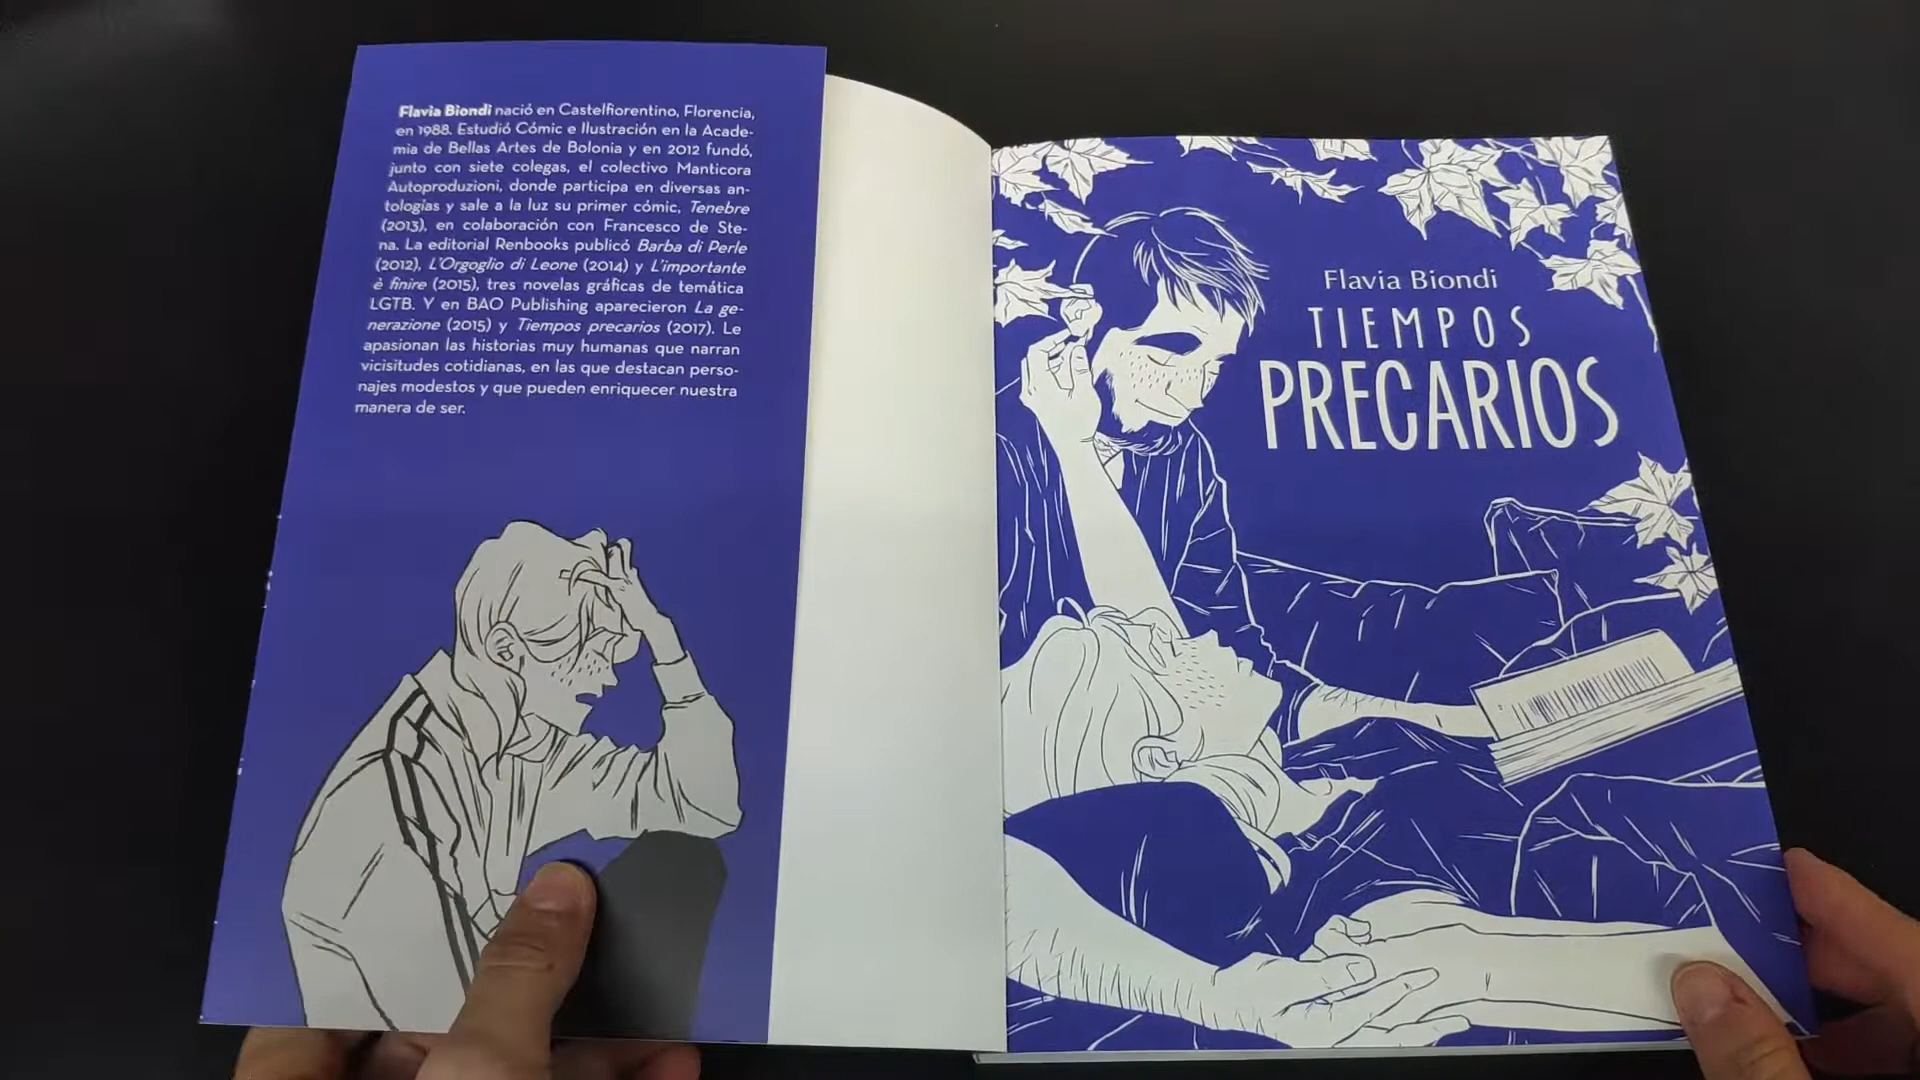 Flavia Biondi nació en Castelfiorentino, Florencia,
en 1988. Estudió Cómic e Ilustración en la Acade-
mia de Bellas Artes de Bolonia y en 2012 fundó,
junto con siete colegas, el colectivo Manticora
Autoproduzioni, donde participa en diversas an-
tologías y sale a la luz su primer cómic, Tenebre
(2013), en colaboración con Francesco de Ste-
na. La editorial Renbooks publicó Barba di Perle
(2012), L'Orgoglio di Leone (2014) y L'importante
è finire (2015), tres novelas gráficas de temática
LGTB. Y en BAO Publishing aparecieron La ge-
nerazione (2015) y Tiempos precarios (2017). Le
apasionan las historias muy humanas que narran
vicisitudes cotidianas, en las que destacan perso-
najes modestos y que pueden enriquecer nuestra
manera de ser.
Flavia Biondi
TIEMPOS
PRECARIOS